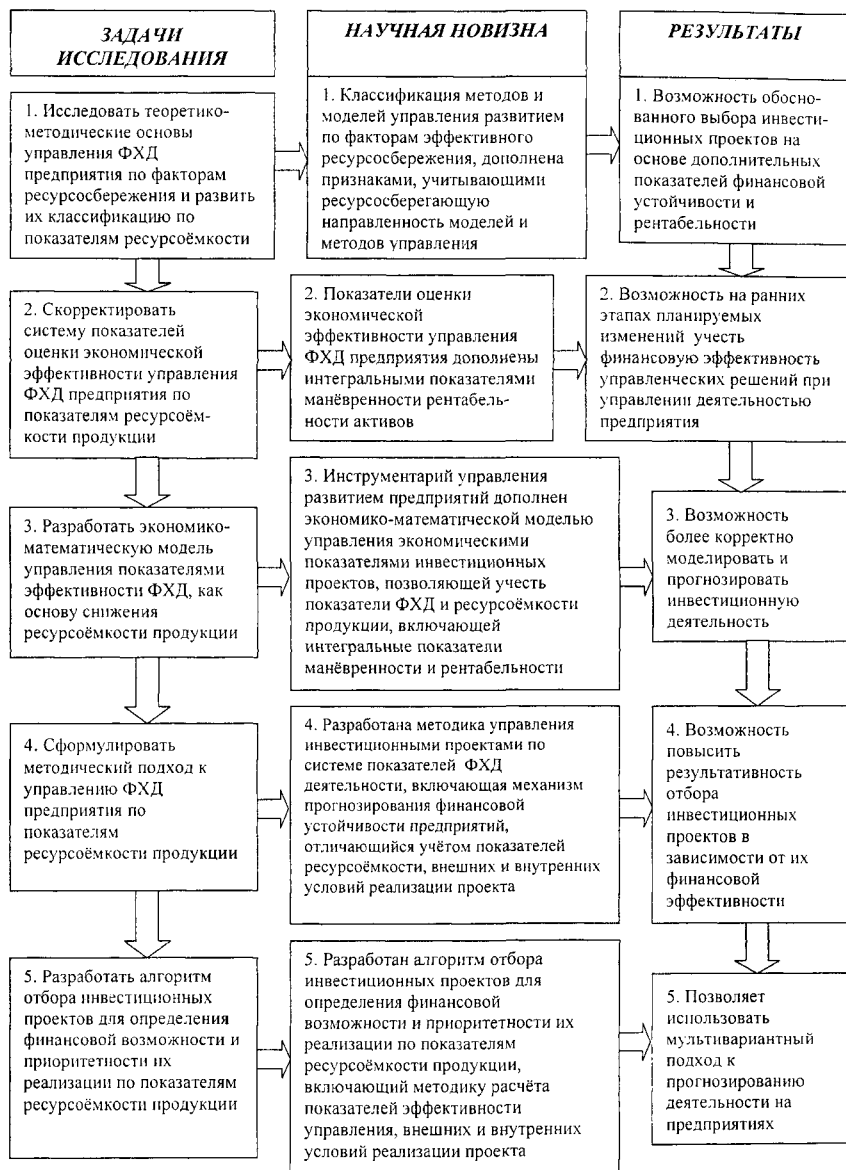 ЗАДАЧИ
ИССЛЕДОВАНИЯ
НАУЧНАЯ НОВИЗНА
РЕЗУЛЬТАТЫ
1. Исследовать теоретико-
методические основы
управления ФХД
предприятия по факторам
ресурсосбережения и развить
их классификацию по
показателям ресурсоёмкости
1. Классификация методов и
моделей управления развитием
по факторам эффективного
ресурсосбережения, дополнена
признаками, учитывающими
ресурсосберегающую
направленность моделей и
методов управления
1. Возможность обосно-
ванного выбора инвести-
ционных проектов на
основе дополнительных
показателей финансовой
устойчивости и
рентабельности
2. Скорректировать
систему показателей
оценки экономической
эффективности управления
ФХД предприятия по
показателям ресурсоём-
кости продукции
2. Показатели оценки
экономической
эффективности управления
ФХД предприятия дополнены
интегральными показателями
манёвренности рентабель-
ности активов
2. Возможность на ранних
этапах планируемых
изменений учесть
финансовую эффективность
управленческих решений при
управлении деятельностью
предприятия
3. Разработать экономико-
математическую модель
управления показателями
эффективности ФХД, как
основу снижения
ресурсоёмкости продукции
3. Инструментарий управления
развитием предприятий дополнен
экономико-математической моделью
управления экономическими
показателями инвестиционных
проектов, позволяющей учесть
показатели ФХД и ресурсоёмкости
продукции, включающей
интегральные показатели
манёвренности и рентабельности
3. Возможность
более корректно
моделировать и
прогнозировать
инвестиционную
деятельность
4. Сформулировать
методический подход к
управлению ФХД
предприятия по
показателям
ресурсоёмкости продукции
4. Разработана методика управления
инвестиционными проектами по
системе показателей ФХД
деятельности, включающая механизм
прогнозирования финансовой
устойчивости предприятий,
отличающийся учётом показателей
ресурсоёмкости, внешних и внутренних
условий реализации проекта
4. Возможность
повысить
результативность
отбора
инвестиционных
проектов в
зависимости от их
финансовой
эффективности
5. Разработать алгоритм
отбора инвестиционных
проектов для определения
финансовой возможности и
приоритетности их
реализации по показателям
ресурсоёмкости продукции
5. Разработан алгоритм отбора
инвестиционных проектов для
определения финансовой
возможности и приоритетности их
реализации по показателям
ресурсоёмкости продукции,
включающий методику расчёта
показателей эффективности
управления, внешних и внутренних
условий реализации проекта
5. Позволяет
использовать
мультивариантный
подход к
прогнозированию
деятельности на
предприятиях